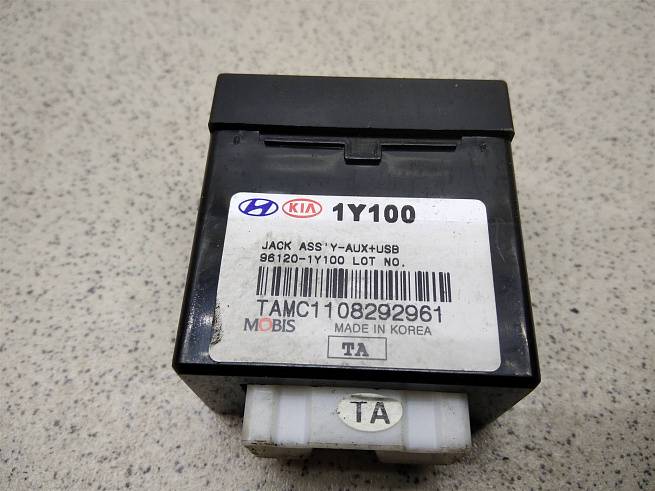 KIA 1Y100
JACK ASS'Y-AUX+USB
96120-1Y100 LOT NO.
TAMC1108292961
MOBIS MADE IN KOREA
TA
TA